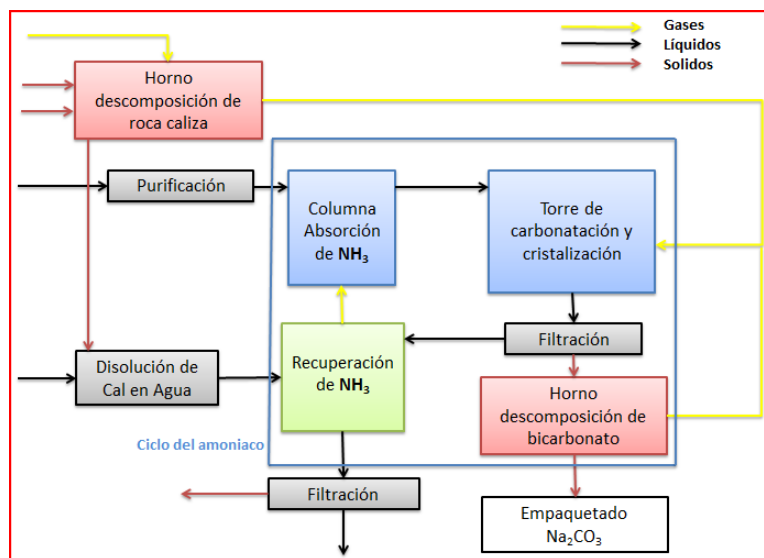 Gases
Líquidos
Solidos
Horno
descomposición de
roca caliza
Purificación
Columna
Absorción
de NH₃
Torre de
carbonatación y
cristalización
Disolución de
Cal en Agua
Recuperación
de NH₃
Filtración
Horno
descomposición de
bicarbonato
Ciclo del amoniaco
Filtración
Empaquetado
Na₂CO₃